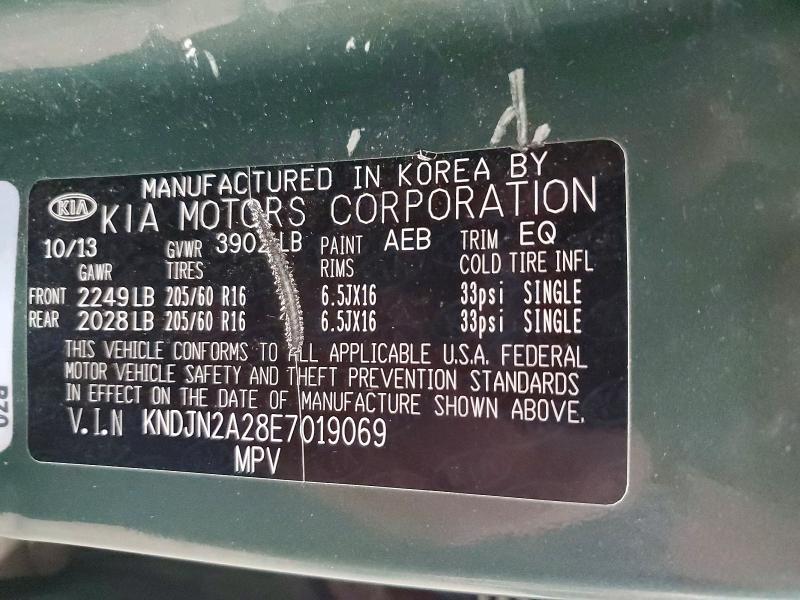 MANUFACTURED IN KOREA BY
KIA KIA MOTORS CORPORATION
10/13 GVWR 3902 LB PAINT AEB TRIM EQ
GAWR TIRES RIMS COLD TIRE INFL
FRONT 2249LB 205/60 R16 6.5JX16 33psi SINGLE
REAR 2028LB 205/60 R16 6.5JX16 33psi SINGLE
THIS VEHICLE CONFORMS TO ALL APPLICABLE U.S.A. FEDERAL
MOTOR VEHICLE SAFETY AND THEFT PREVENTION STANDARDS
IN EFFECT ON THE DATE OF MANUFACTURE SHOWN ABOVE.
V.I.N KNDJN2A28E7019069
MPV